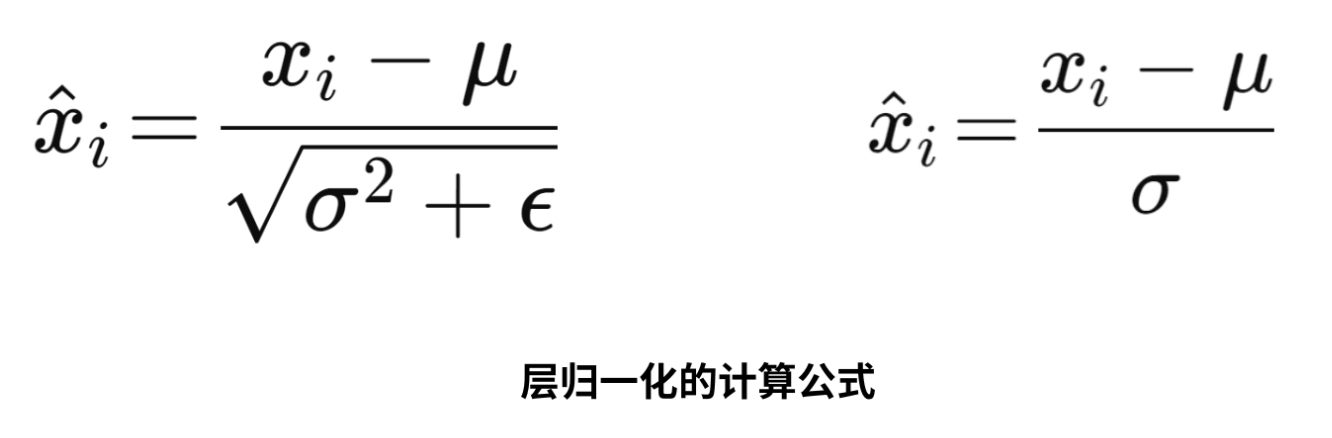 x̂ᵢ = (xᵢ − μ) / √(σ² + ϵ)
x̂ᵢ = (xᵢ − μ) / σ
层归一化的计算公式